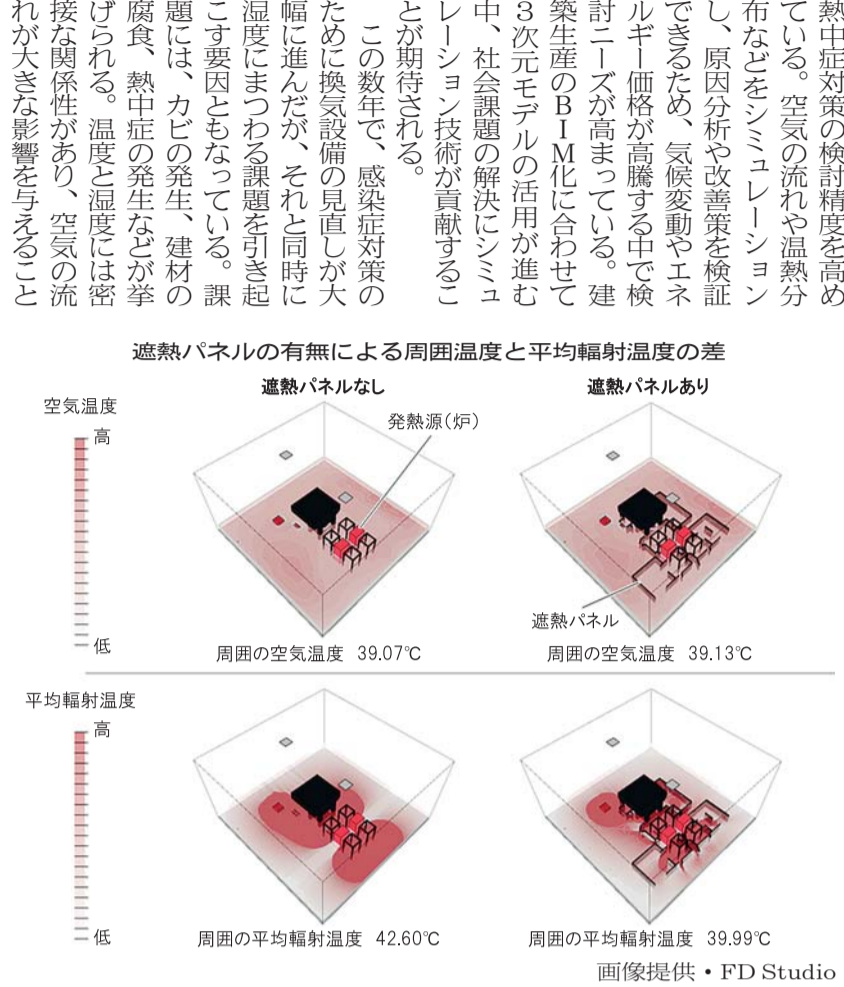 熱中症対策の検討精度を高め
ている。空気の流れや温熱分
布などをシミュレーション
し、原因分析や改善策を検証
できるため、気候変動やエネ
ルギー価格が高騰する中で検
討ニーズが高まっている。建
築生産のBIM化に合わせて
3次元モデルの活用が進む
中、社会課題の解決にシミュ
レーション技術が貢献するこ
とが期待される。
この数年で、感染症対策の
ために換気設備の見直しが大
幅に進んだが、それと同時に
湿度にまつわる課題を引き起
こす要因ともなっている。課
題には、カビの発生、建材の
腐食、熱中症の発生などが挙
げられる。温度と湿度には密
接な関係性があり、空気の流
れが大きな影響を与えること
遮熱パネルの有無による周囲温度と平均輻射温度の差
遮熱パネルなし
遮熱パネルあり
空気温度
高
低
発熱源(炉)
遮熱パネル
周囲の空気温度 39.07℃
周囲の空気温度 39.13℃
平均輻射温度
高
低
周囲の平均輻射温度 42.60℃
周囲の平均輻射温度 39.99℃
画像提供・FD Studio